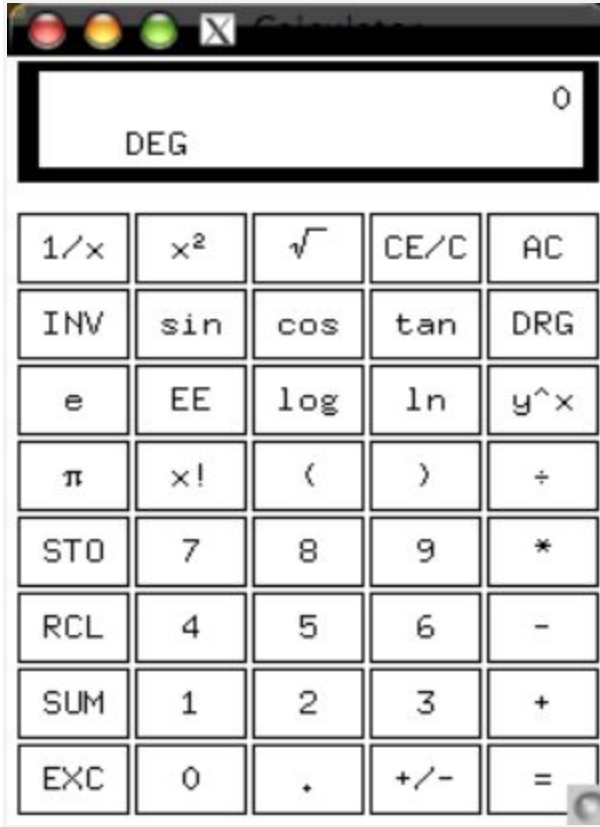 0
DEG
1/x x² √ CE/C AC
INV sin cos tan DRG
e EE log ln y^x
π x! ( ) ÷
STO 7 8 9 *
RCL 4 5 6 -
SUM 1 2 3 +
EXC 0 . +/- =